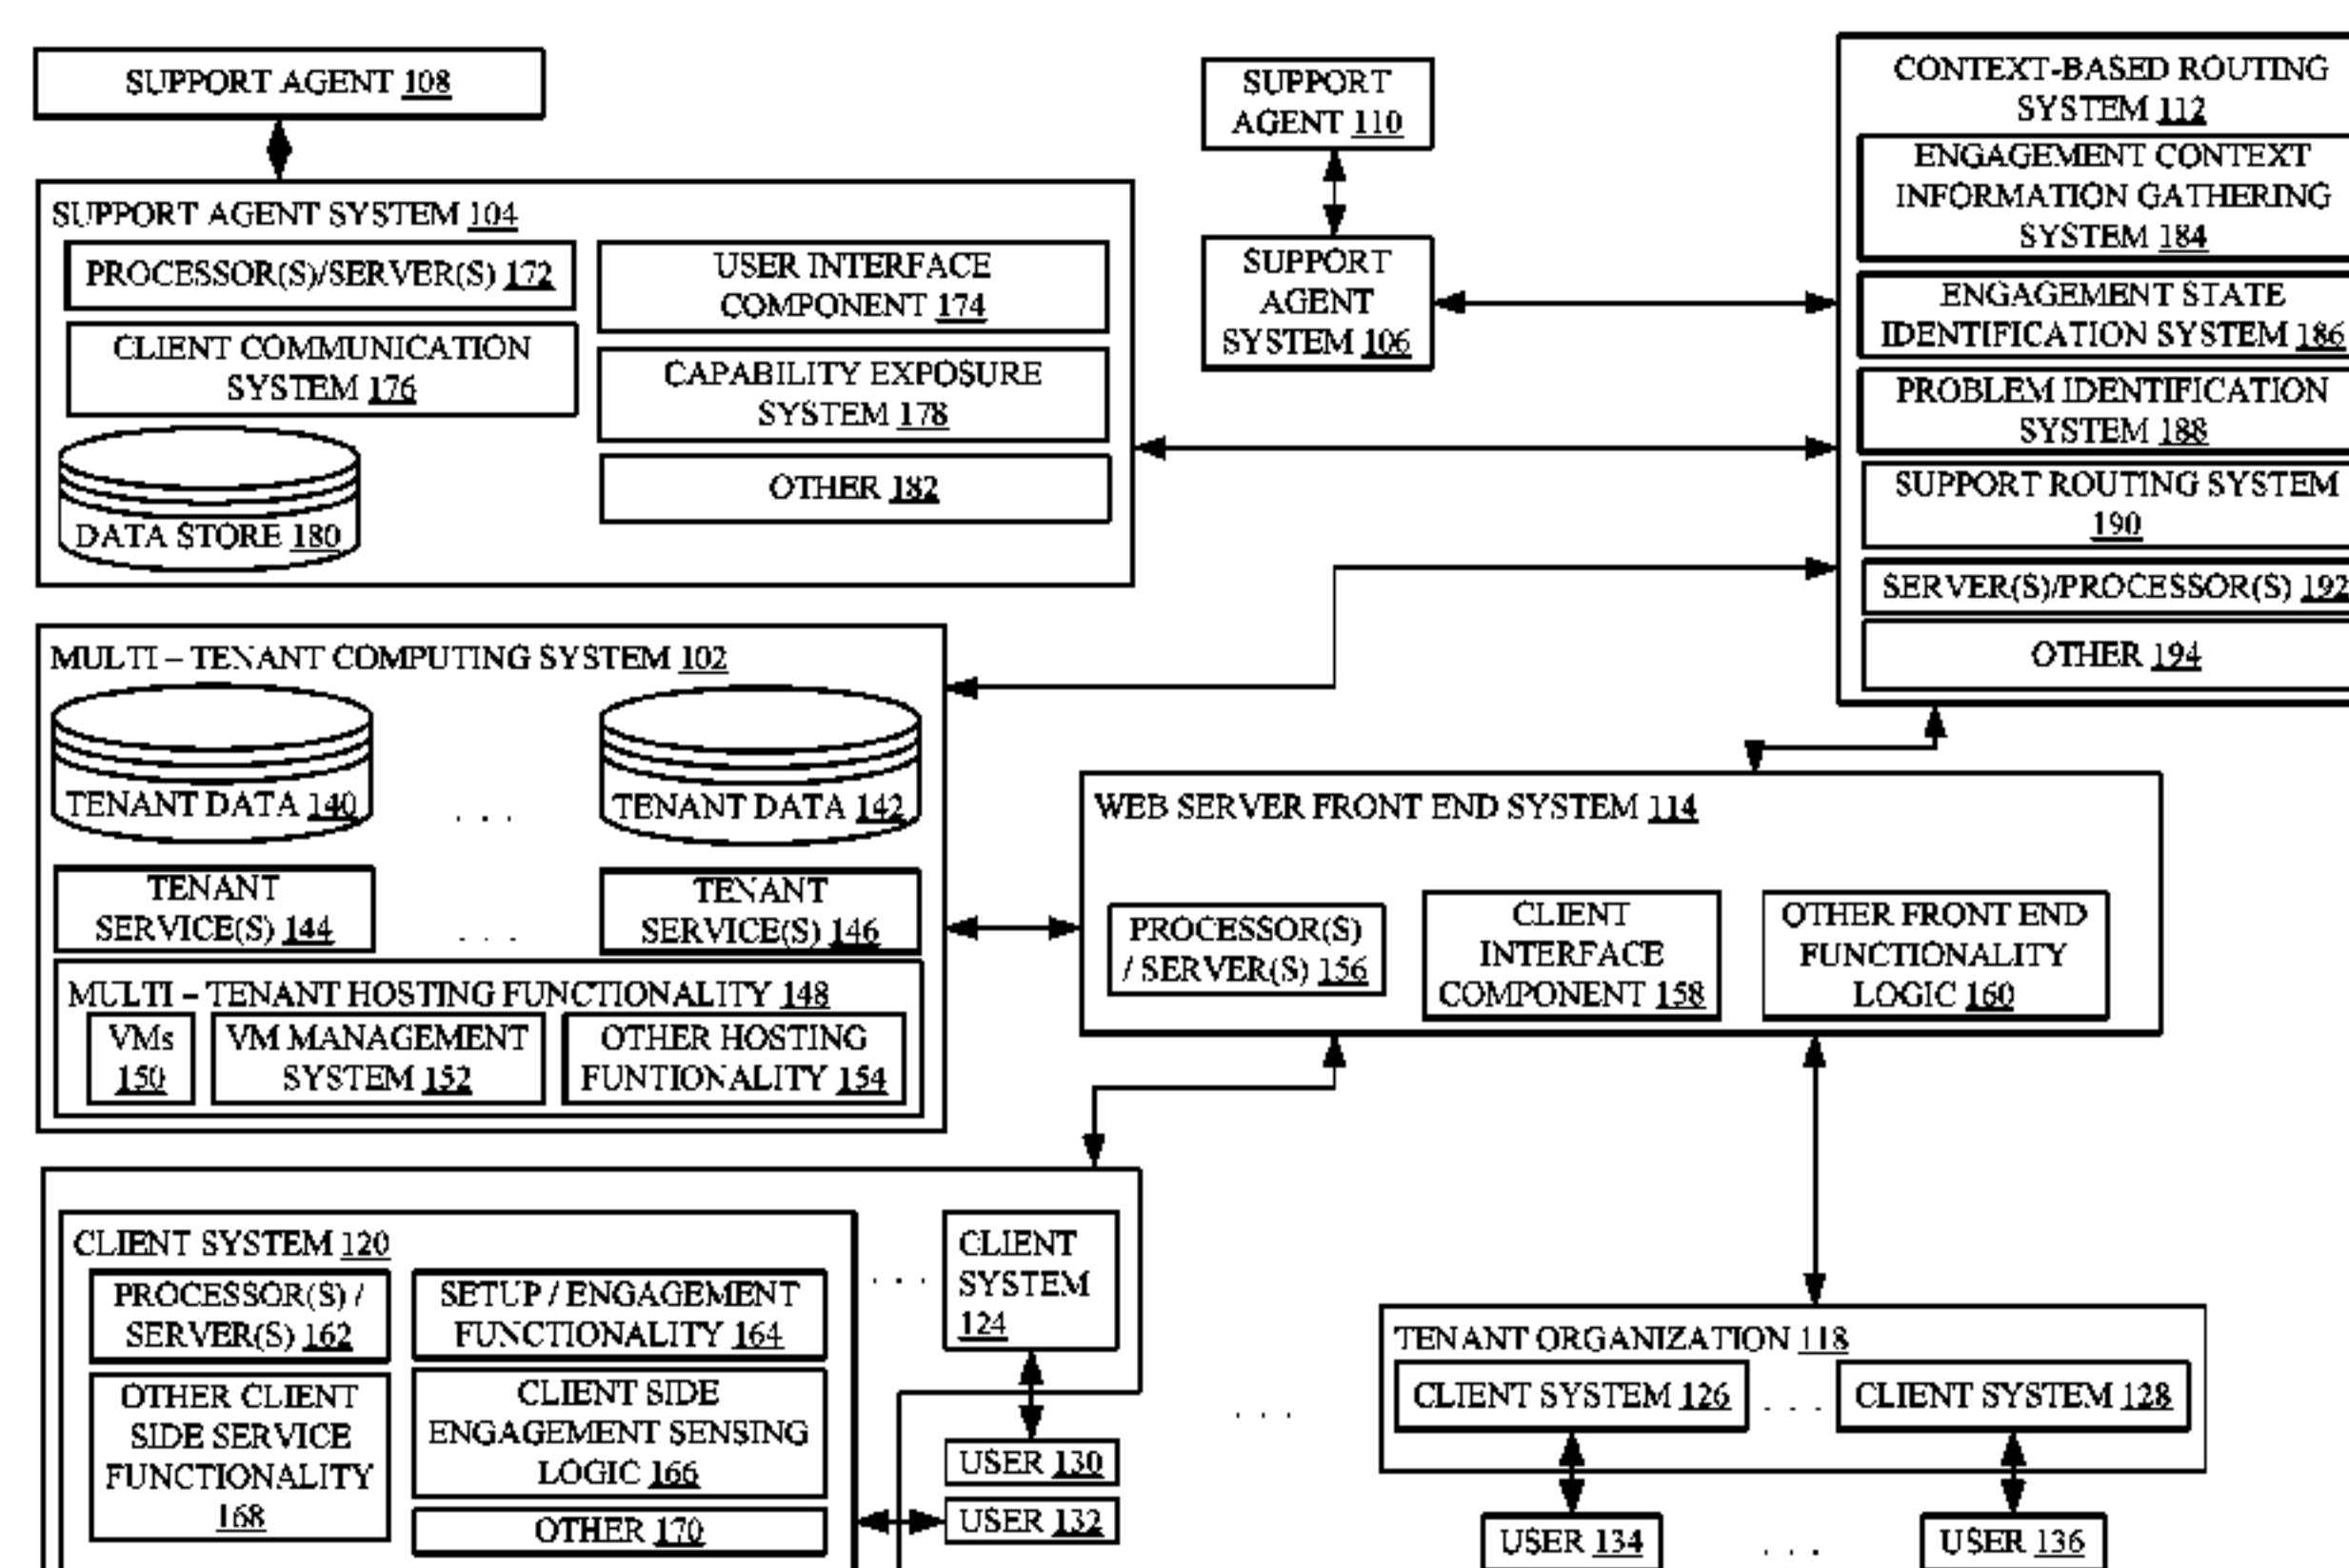 SUPPORT AGENT 108
SUPPORT AGENT SYSTEM 104
PROCESSOR(S)/SERVER(S) 172
CLIENT COMMUNICATION
SYSTEM 176
DATA STORE 180
USER INTERFACE
COMPONENT 174
CAPABILITY EXPOSURE
SYSTEM 178
OTHER 182
SUPPORT
AGENT 110
SUPPORT
AGENT
SYSTEM 106
CONTEXT-BASED ROUTING
SYSTEM 112
ENGAGEMENT CONTEXT
INFORMATION GATHERING
SYSTEM 184
ENGAGEMENT STATE
IDENTIFICATION SYSTEM 186
PROBLEM IDENTIFICATION
SYSTEM 188
SUPPORT ROUTING SYSTEM
190
SERVER(S)/PROCESSOR(S) 192
OTHER 194
MULTI – TENANT COMPUTING SYSTEM 102
TENANT DATA 140
. . .
TENANT DATA 142
TENANT
SERVICE(S) 144
. . .
TENANT
SERVICE(S) 146
MULTI – TENANT HOSTING FUNCTIONALITY 148
VMs
150
VM MANAGEMENT
SYSTEM 152
OTHER HOSTING
FUNTIONALITY 154
WEB SERVER FRONT END SYSTEM 114
PROCESSOR(S)
/ SERVER(S) 156
CLIENT
INTERFACE
COMPONENT 158
OTHER FRONT END
FUNCTIONALITY
LOGIC 160
CLIENT SYSTEM 120
PROCESSOR(S) /
SERVER(S) 162
OTHER CLIENT
SIDE SERVICE
FUNCTIONALITY
168
SETUP / ENGAGEMENT
FUNCTIONALITY 164
CLIENT SIDE
ENGAGEMENT SENSING
LOGIC 166
OTHER 170
. . .
CLIENT
SYSTEM
124
USER 130
USER 132
. . .
TENANT ORGANIZATION 118
CLIENT SYSTEM 126
. . .
CLIENT SYSTEM 128
USER 134
. . .
USER 136